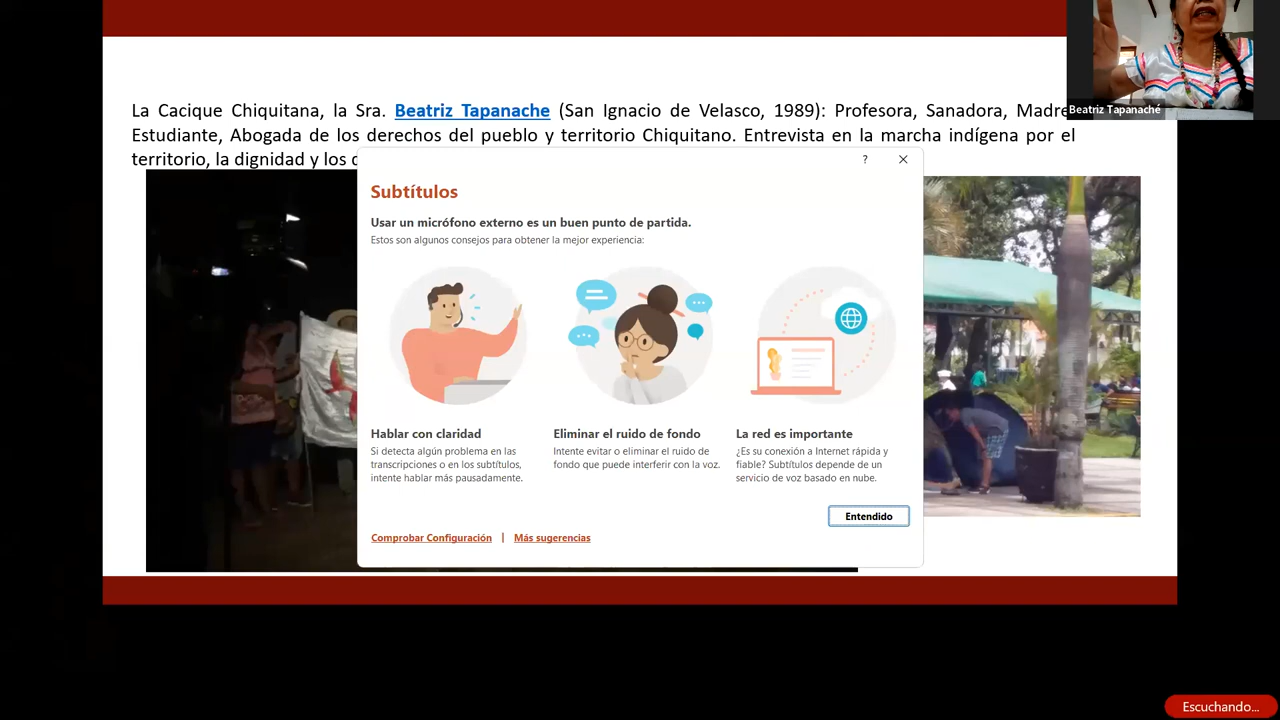 La Cacique Chiquitana, la Sra. Beatriz Tapanache (San Ignacio de Velasco, 1989): Profesora, Sanadora, Madre
Beatriz Tapanaché
Estudiante, Abogada de los derechos del pueblo y territorio Chiquitano. Entrevista en la marcha indígena por el
territorio, la dignidad y los
?
Subtítulos
Usar un micrófono externo es un buen punto de partida.
Estos son algunos consejos para obtener la mejor experiencia:
Hablar con claridad
Si detecta algún problema en las
transcripciones o en los subtítulos,
intente hablar más pausadamente.
Eliminar el ruido de fondo
Intente evitar o eliminar el ruido de
fondo que puede interferir con la voz.
La red es importante
¿Es su conexión a Internet rápida y
fiable? Subtítulos depende de un
servicio de voz basado en nube.
Entendido
Comprobar Configuración | Más sugerencias
Escuchando...